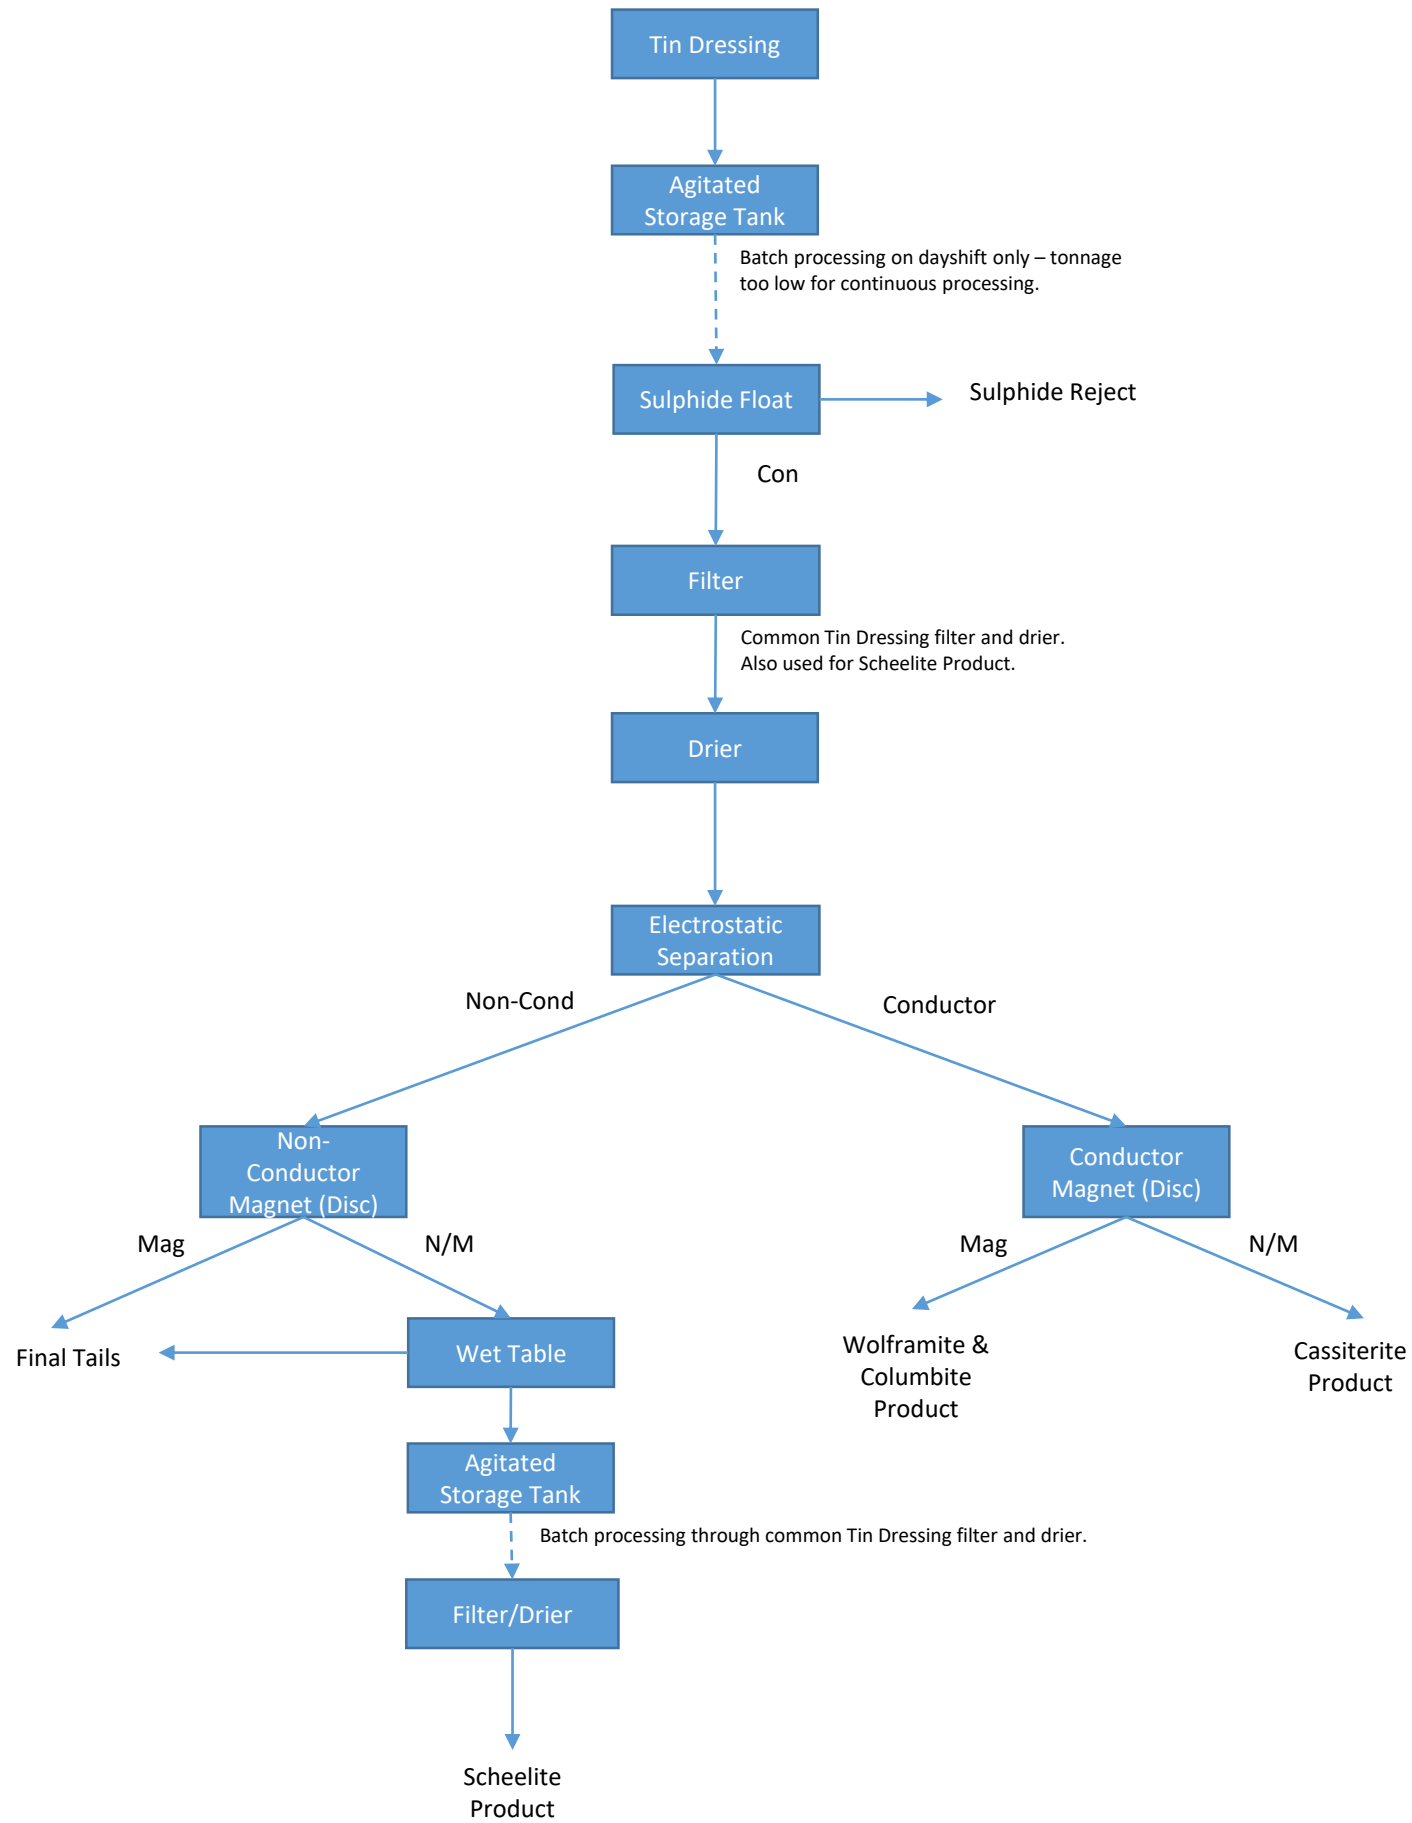 Tin Dressing
Agitated
Storage Tank
Batch processing on dayshift only – tonnage
too low for continuous processing.
Sulphide Float
Sulphide Reject
Con
Filter
Common Tin Dressing filter and drier.
Also used for Scheelite Product.
Drier
Electrostatic
Separation
Non-Cond
Conductor
Non-
Conductor
Magnet (Disc)
Conductor
Magnet (Disc)
Mag
N/M
Mag
N/M
Final Tails
Wet Table
Wolframite &
Columbite
Product
Cassiterite
Product
Agitated
Storage Tank
Batch processing through common Tin Dressing filter and drier.
Filter/Drier
Scheelite
Product